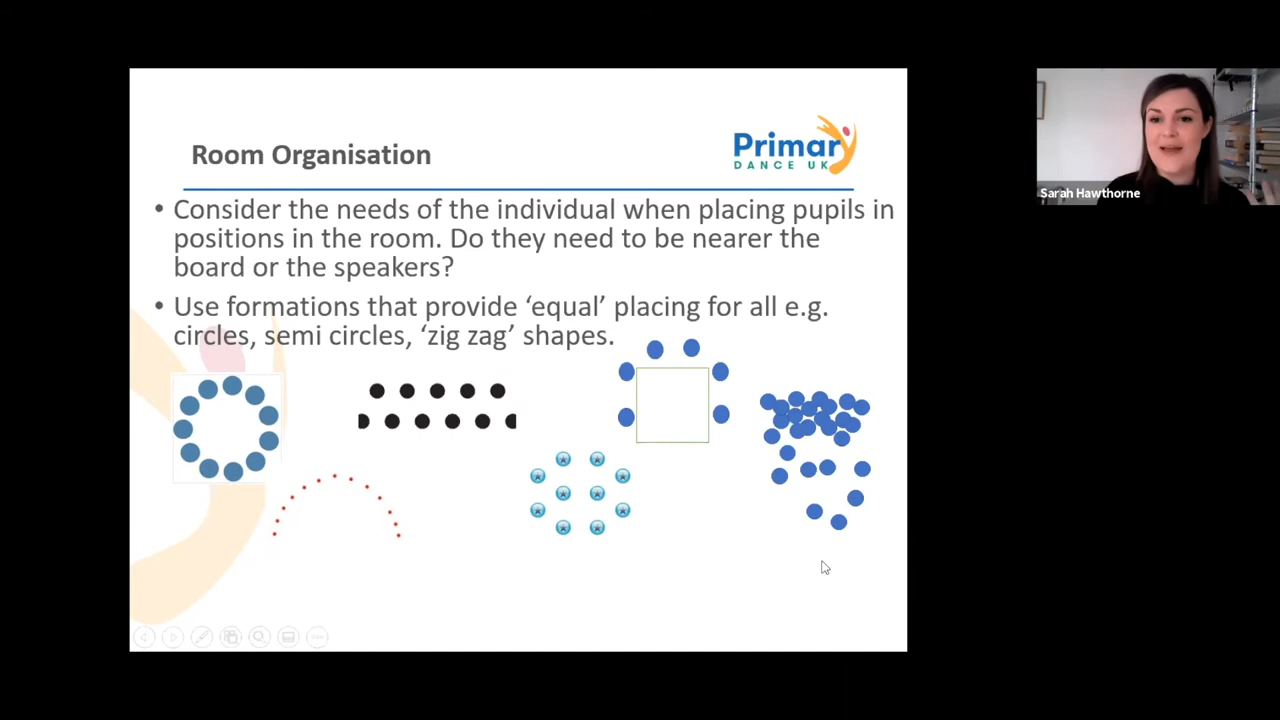 Room Organisation
Primary
DANCE UK
• Consider the needs of the individual when placing pupils in
positions in the room. Do they need to be nearer the
board or the speakers?
• Use formations that provide ‘equal’ placing for all e.g.
circles, semi circles, ‘zig zag’ shapes.
Sarah Hawthorne